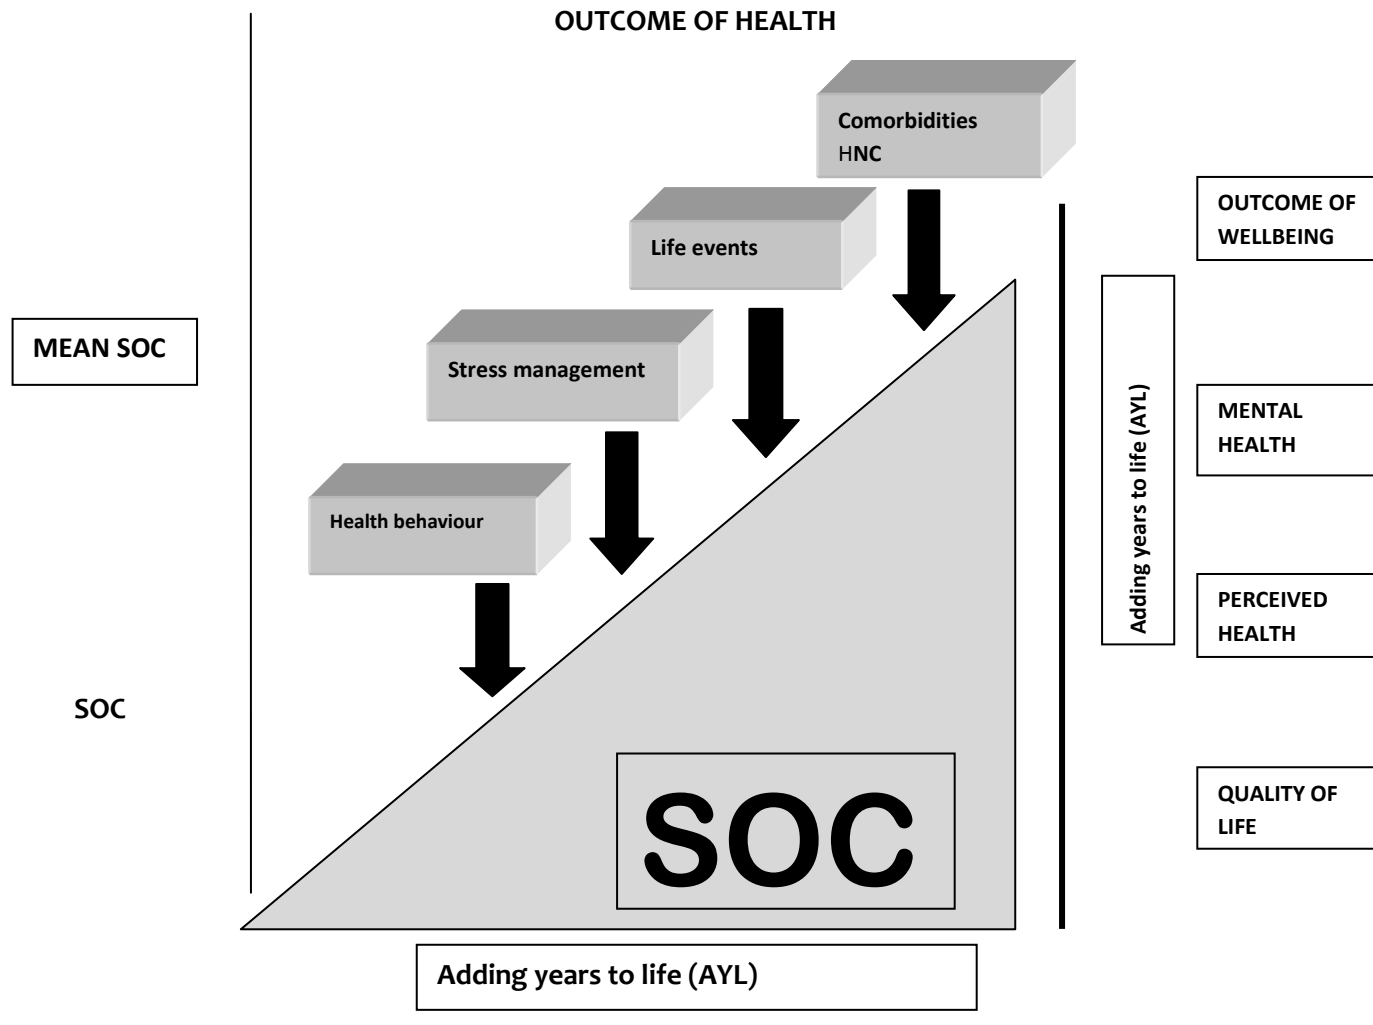 OUTCOME OF HEALTH
Comorbidities
HNC
Life events
Stress management
Health behaviour
MEAN SOC
SOC
SOC
Adding years to life (AYL)
Adding years to life (AYL)
OUTCOME OF
WELLBEING
MENTAL
HEALTH
PERCEIVED
HEALTH
QUALITY OF
LIFE